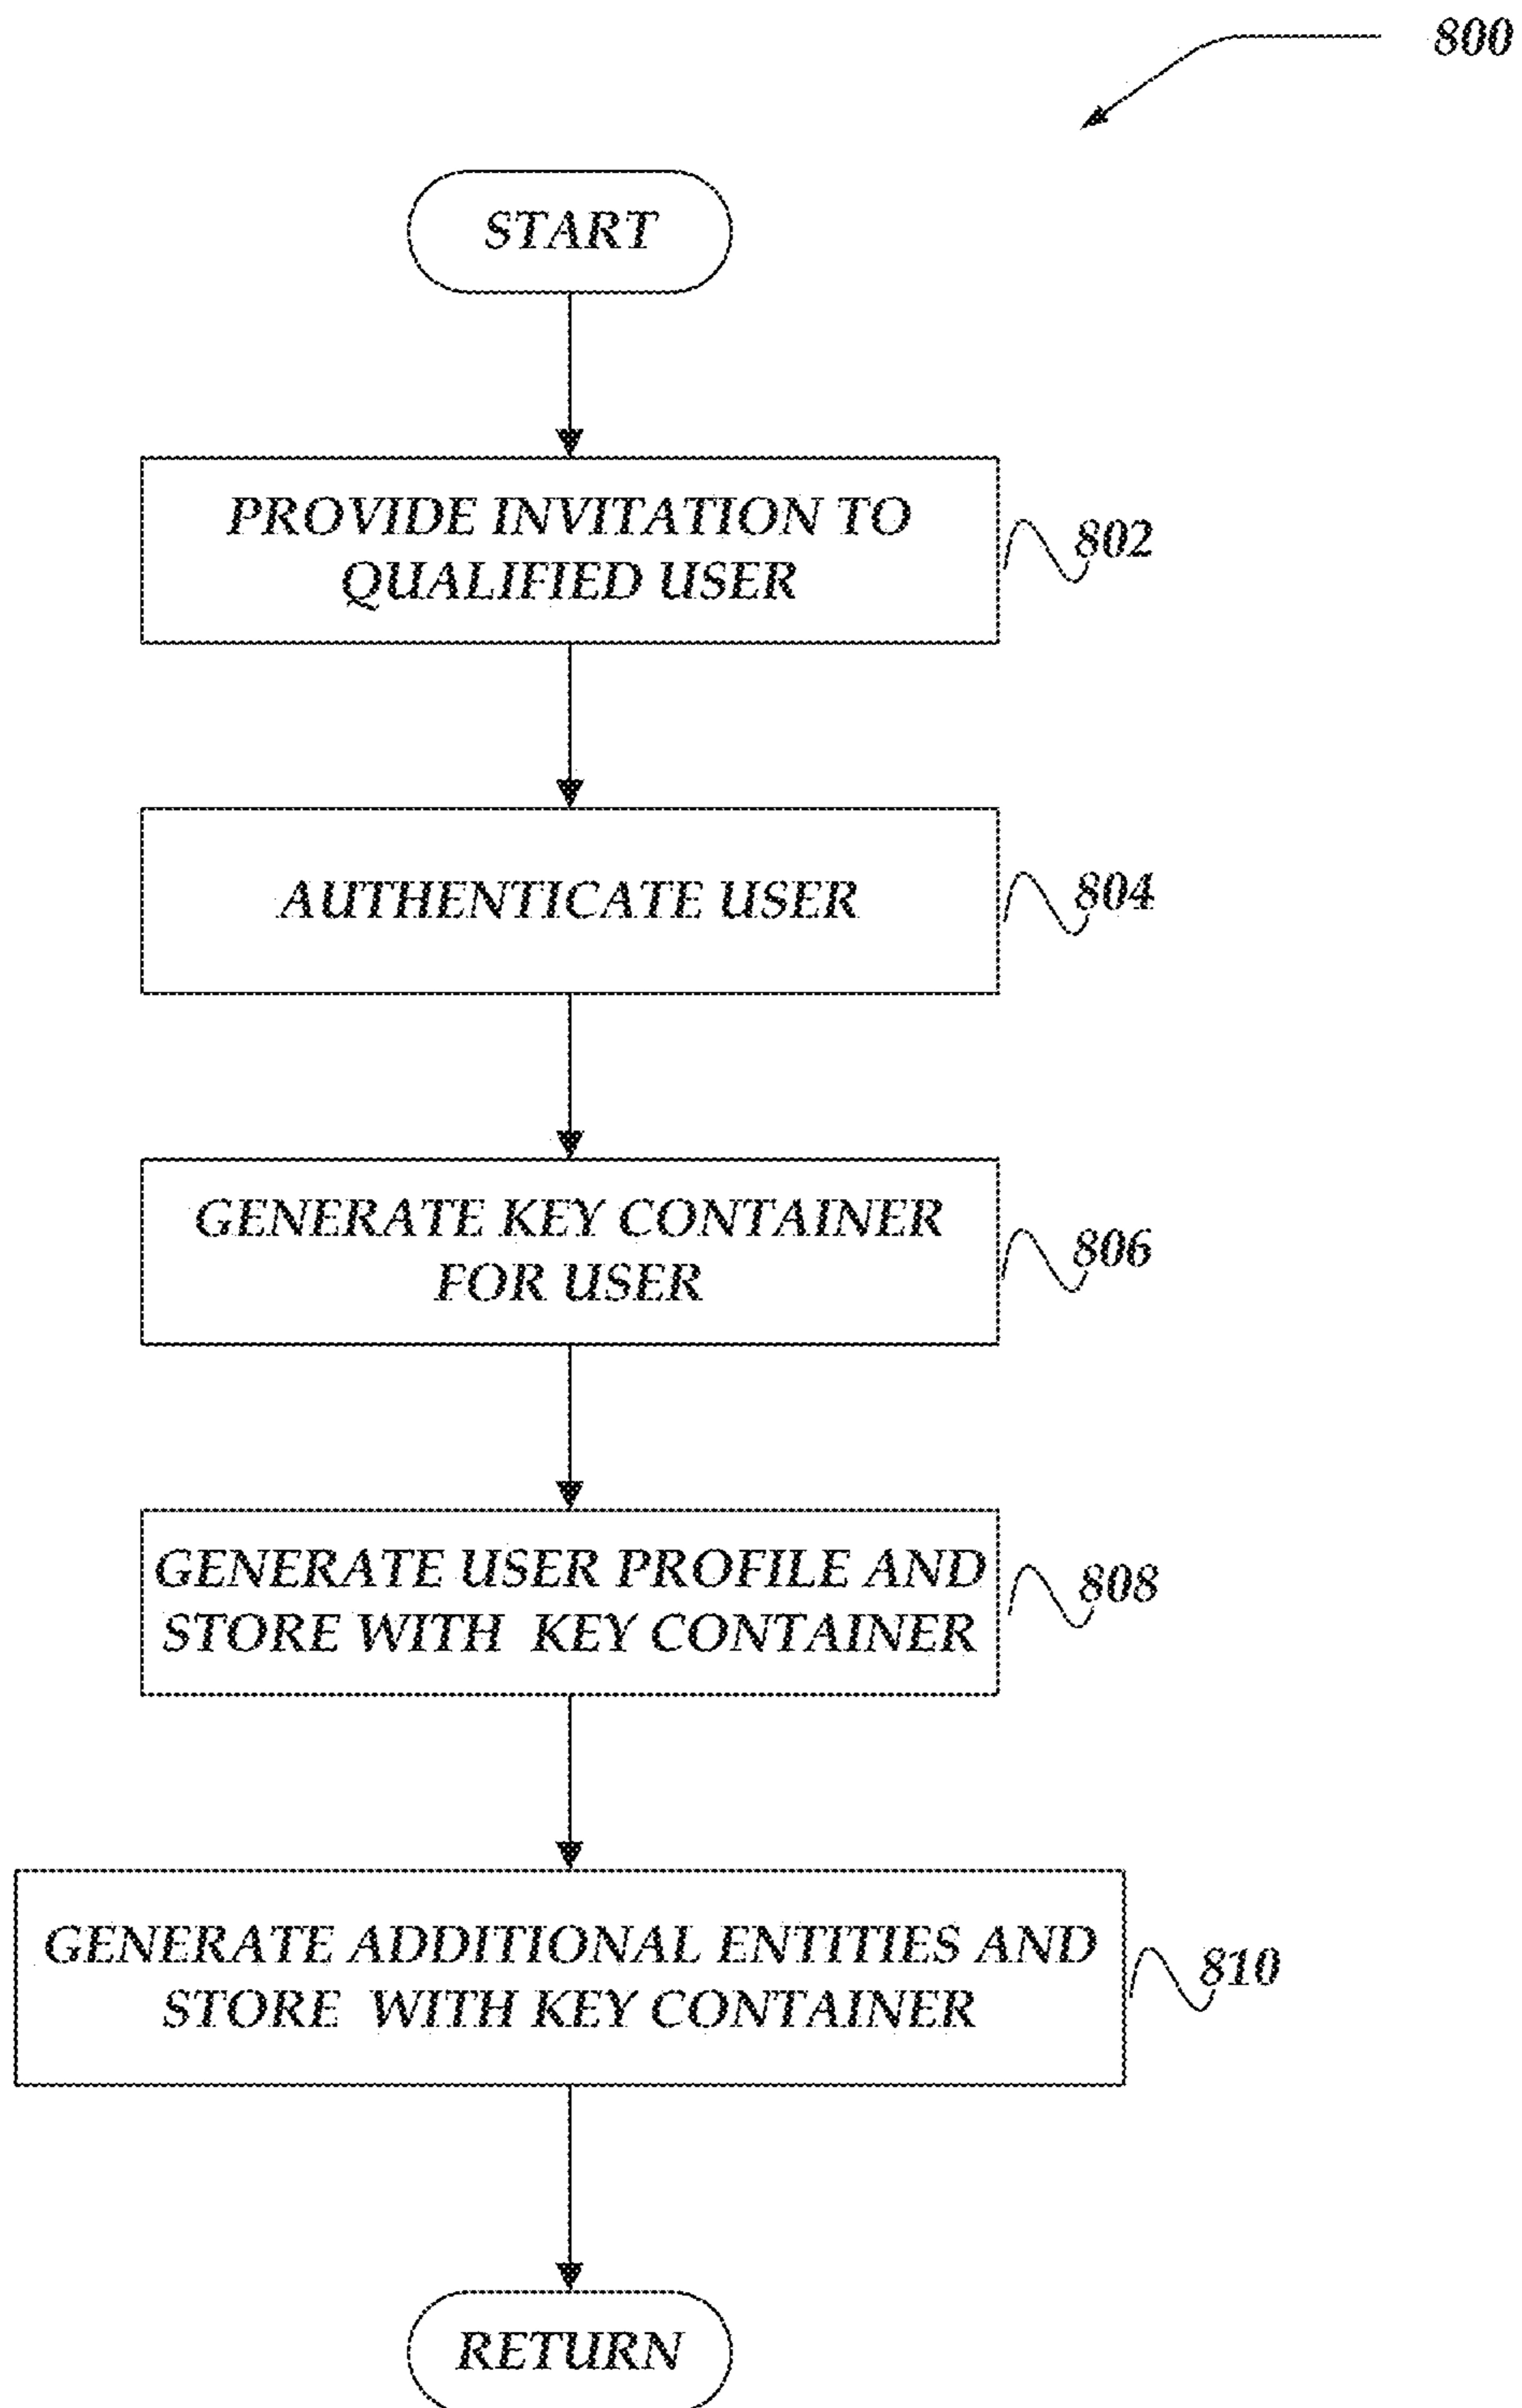 800
START
PROVIDE INVITATION TO
QUALIFIED USER
802
AUTHENTICATE USER
804
GENERATE KEY CONTAINER
FOR USER
806
GENERATE USER PROFILE AND
STORE WITH KEY CONTAINER
808
GENERATE ADDITIONAL ENTITIES AND
STORE WITH KEY CONTAINER
810
RETURN